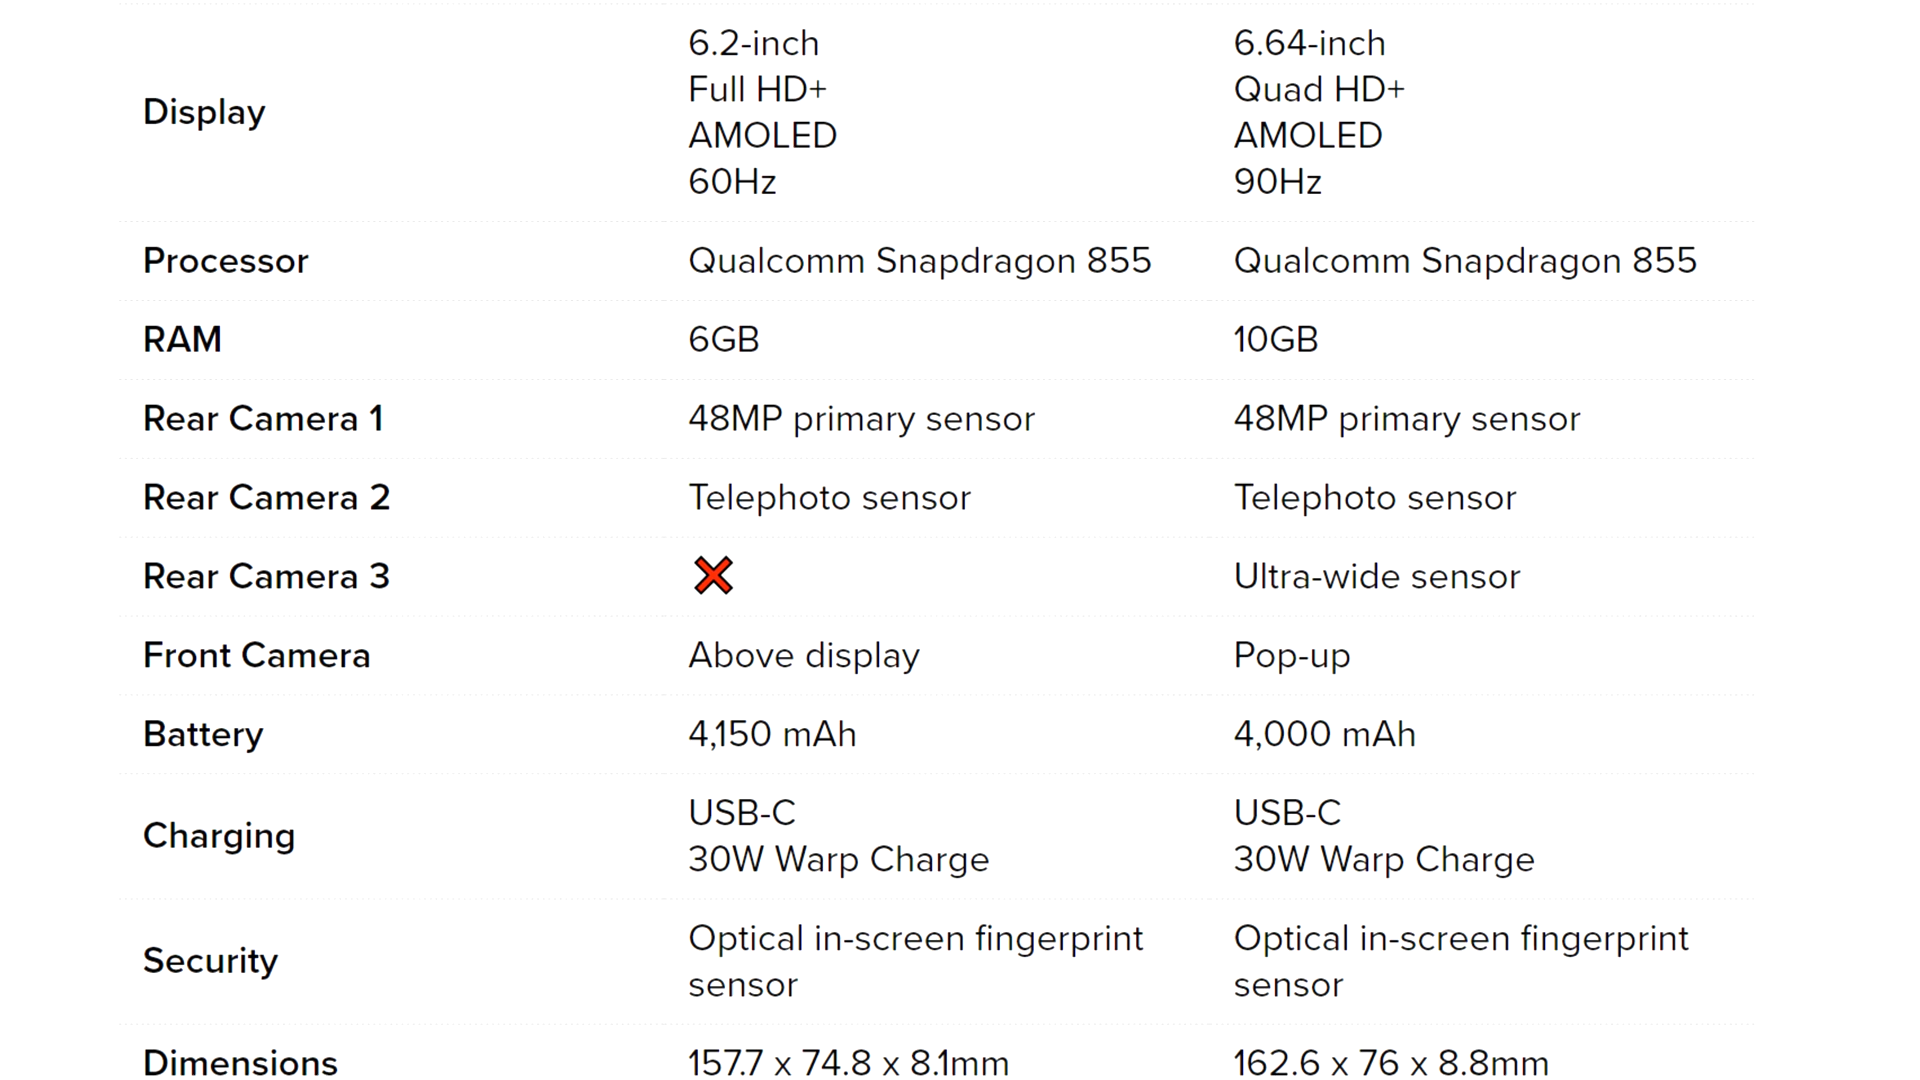 Display
6.2-inch
Full HD+
AMOLED
60Hz
6.64-inch
Quad HD+
AMOLED
90Hz
Processor
Qualcomm Snapdragon 855
Qualcomm Snapdragon 855
RAM
6GB
10GB
Rear Camera 1
48MP primary sensor
48MP primary sensor
Rear Camera 2
Telephoto sensor
Telephoto sensor
Rear Camera 3
Ultra-wide sensor
Front Camera
Above display
Pop-up
Battery
4,150 mAh
4,000 mAh
Charging
USB-C
30W Warp Charge
USB-C
30W Warp Charge
Security
Optical in-screen fingerprint
sensor
Optical in-screen fingerprint
sensor
Dimensions
157.7 x 74.8 x 8.1mm
162.6 x 76 x 8.8mm